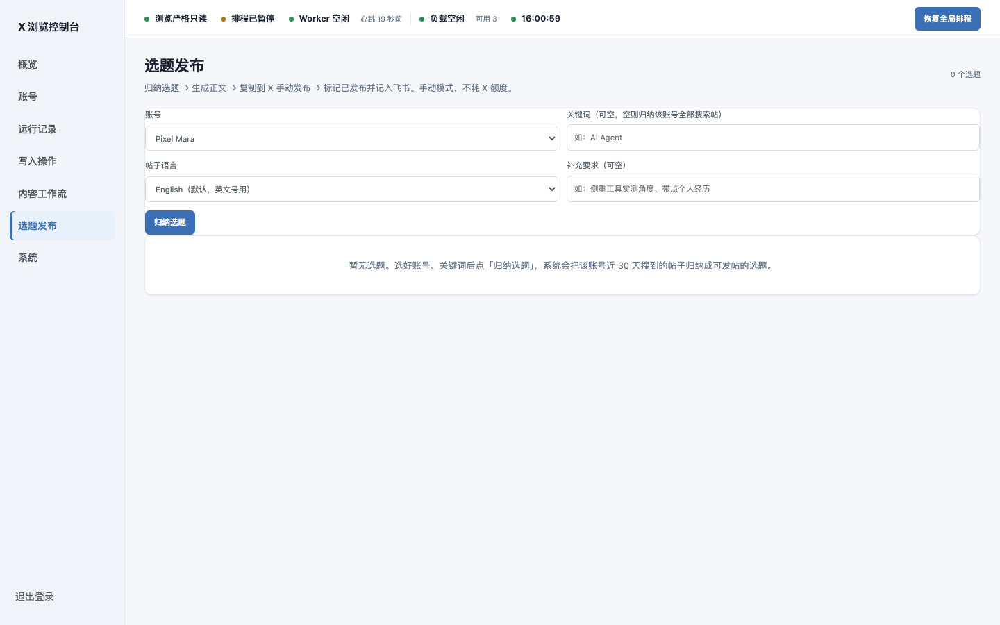 X 浏览控制台
概览
账号
运行记录
写入操作
内容工作流
选题发布
系统
退出登录
浏览严格只读 排程已暂停 Worker 空闲 心跳 19 秒前 负载空闲 可用 3 16:00:59 恢复全局排程
选题发布
0 个选题
归纳选题 → 生成正文 → 复制到 X 手动发布 → 标记已发布并记入飞书。手动模式，不耗 X 额度。
账号
Pixel Mara
关键词（可空，空则归纳该账号全部搜索帖）
如：AI Agent
帖子语言
English（默认，英文号用）
补充要求（可空）
如：侧重工具实测角度、带点个人经历
归纳选题
暂无选题。选好账号、关键词后点「归纳选题」，系统会把该账号近 30 天搜到的帖子归纳成可发帖的选题。